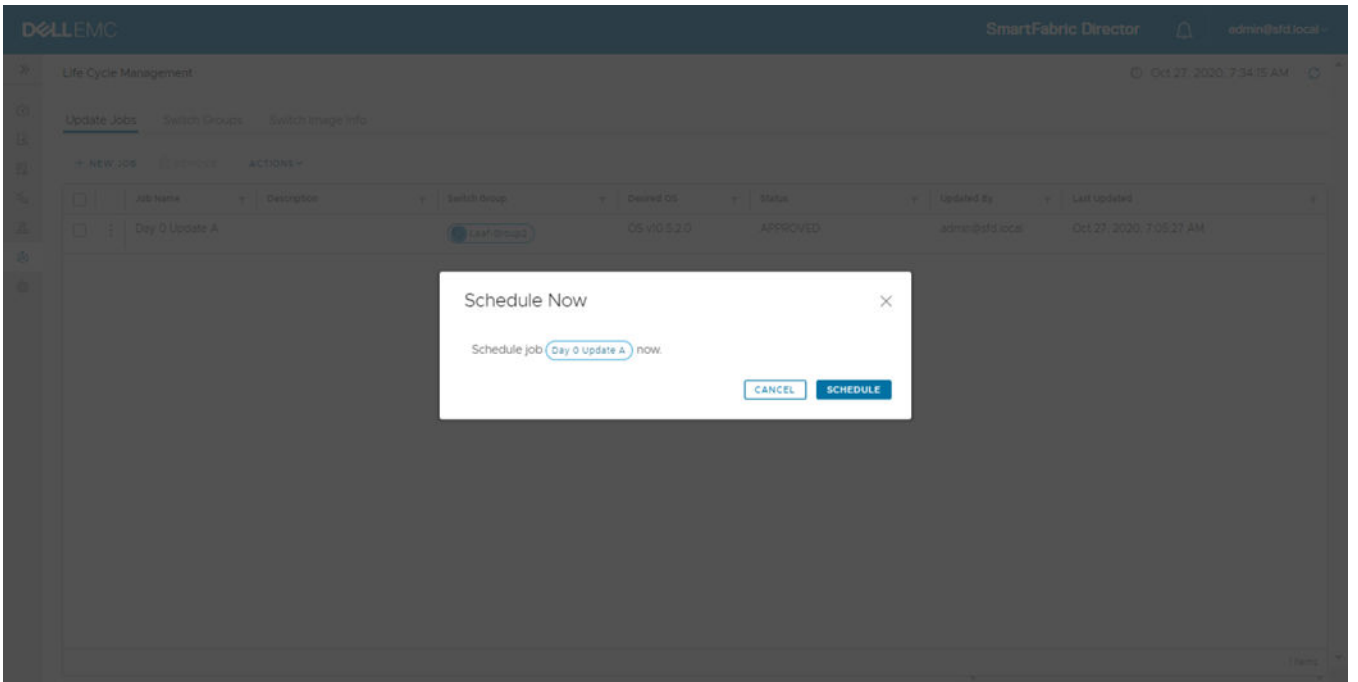 DELLEMC
SmartFabric Director
admin@sfd.local
Life Cycle Management
Oct 27, 2020, 7:34:15 AM
Update Jobs Switch Groups Switch Image Info
+ NEW JOB REMOVE ACTIONS
Job Name Description Switch Group Desired OS Status Updated By Last Updated
Day 0 Update A Leaf-Group2 OS v10.5.2.0 APPROVED admin@sfd.local Oct 27, 2020, 7:05:27 AM
Schedule Now
Schedule job Day 0 Update A now.
CANCEL SCHEDULE
1 items